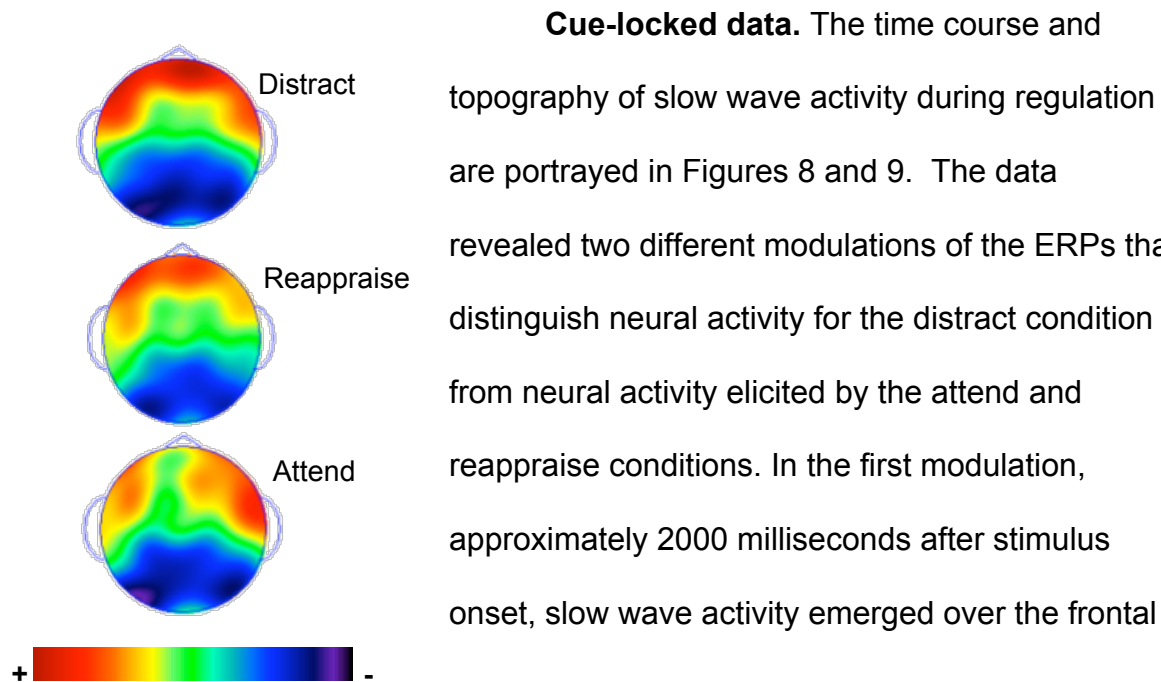 Distract
Reappraise
Attend
+ -
Cue-locked data. The time course and
topography of slow wave activity during regulation
are portrayed in Figures 8 and 9. The data
revealed two different modulations of the ERPs tha
distinguish neural activity for the distract condition
from neural activity elicited by the attend and
reappraise conditions. In the first modulation,
approximately 2000 milliseconds after stimulus
onset, slow wave activity emerged over the frontal